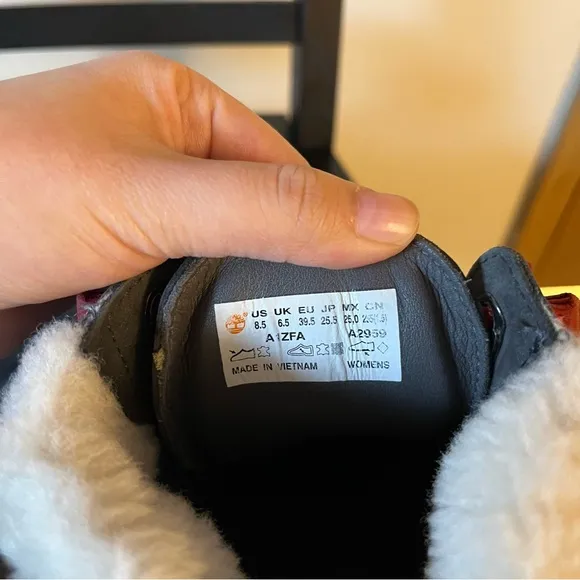 US UK EU JP MX CN
8.5 6.5 39.5 25.5 25,0
A1ZFA A2959
MADE IN VIETNAM WOMENS